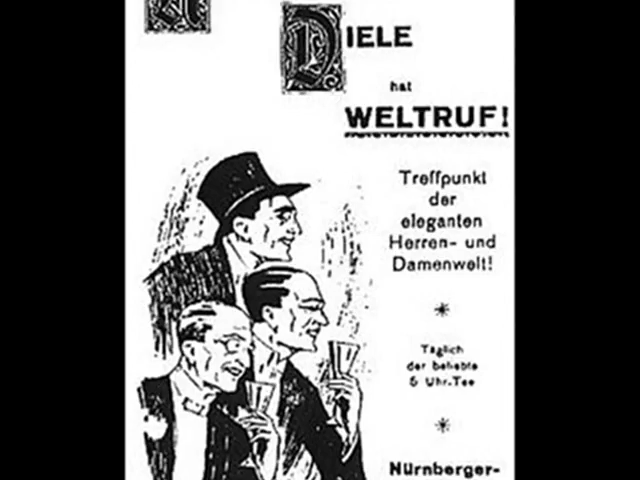 DIELE
hat
WELTRUF!
Treffpunkt
der
eleganten
Herren- und
Damenwelt!
*
Täglich
der beliebte
5 Uhr-Tee
*
Nürnberger-